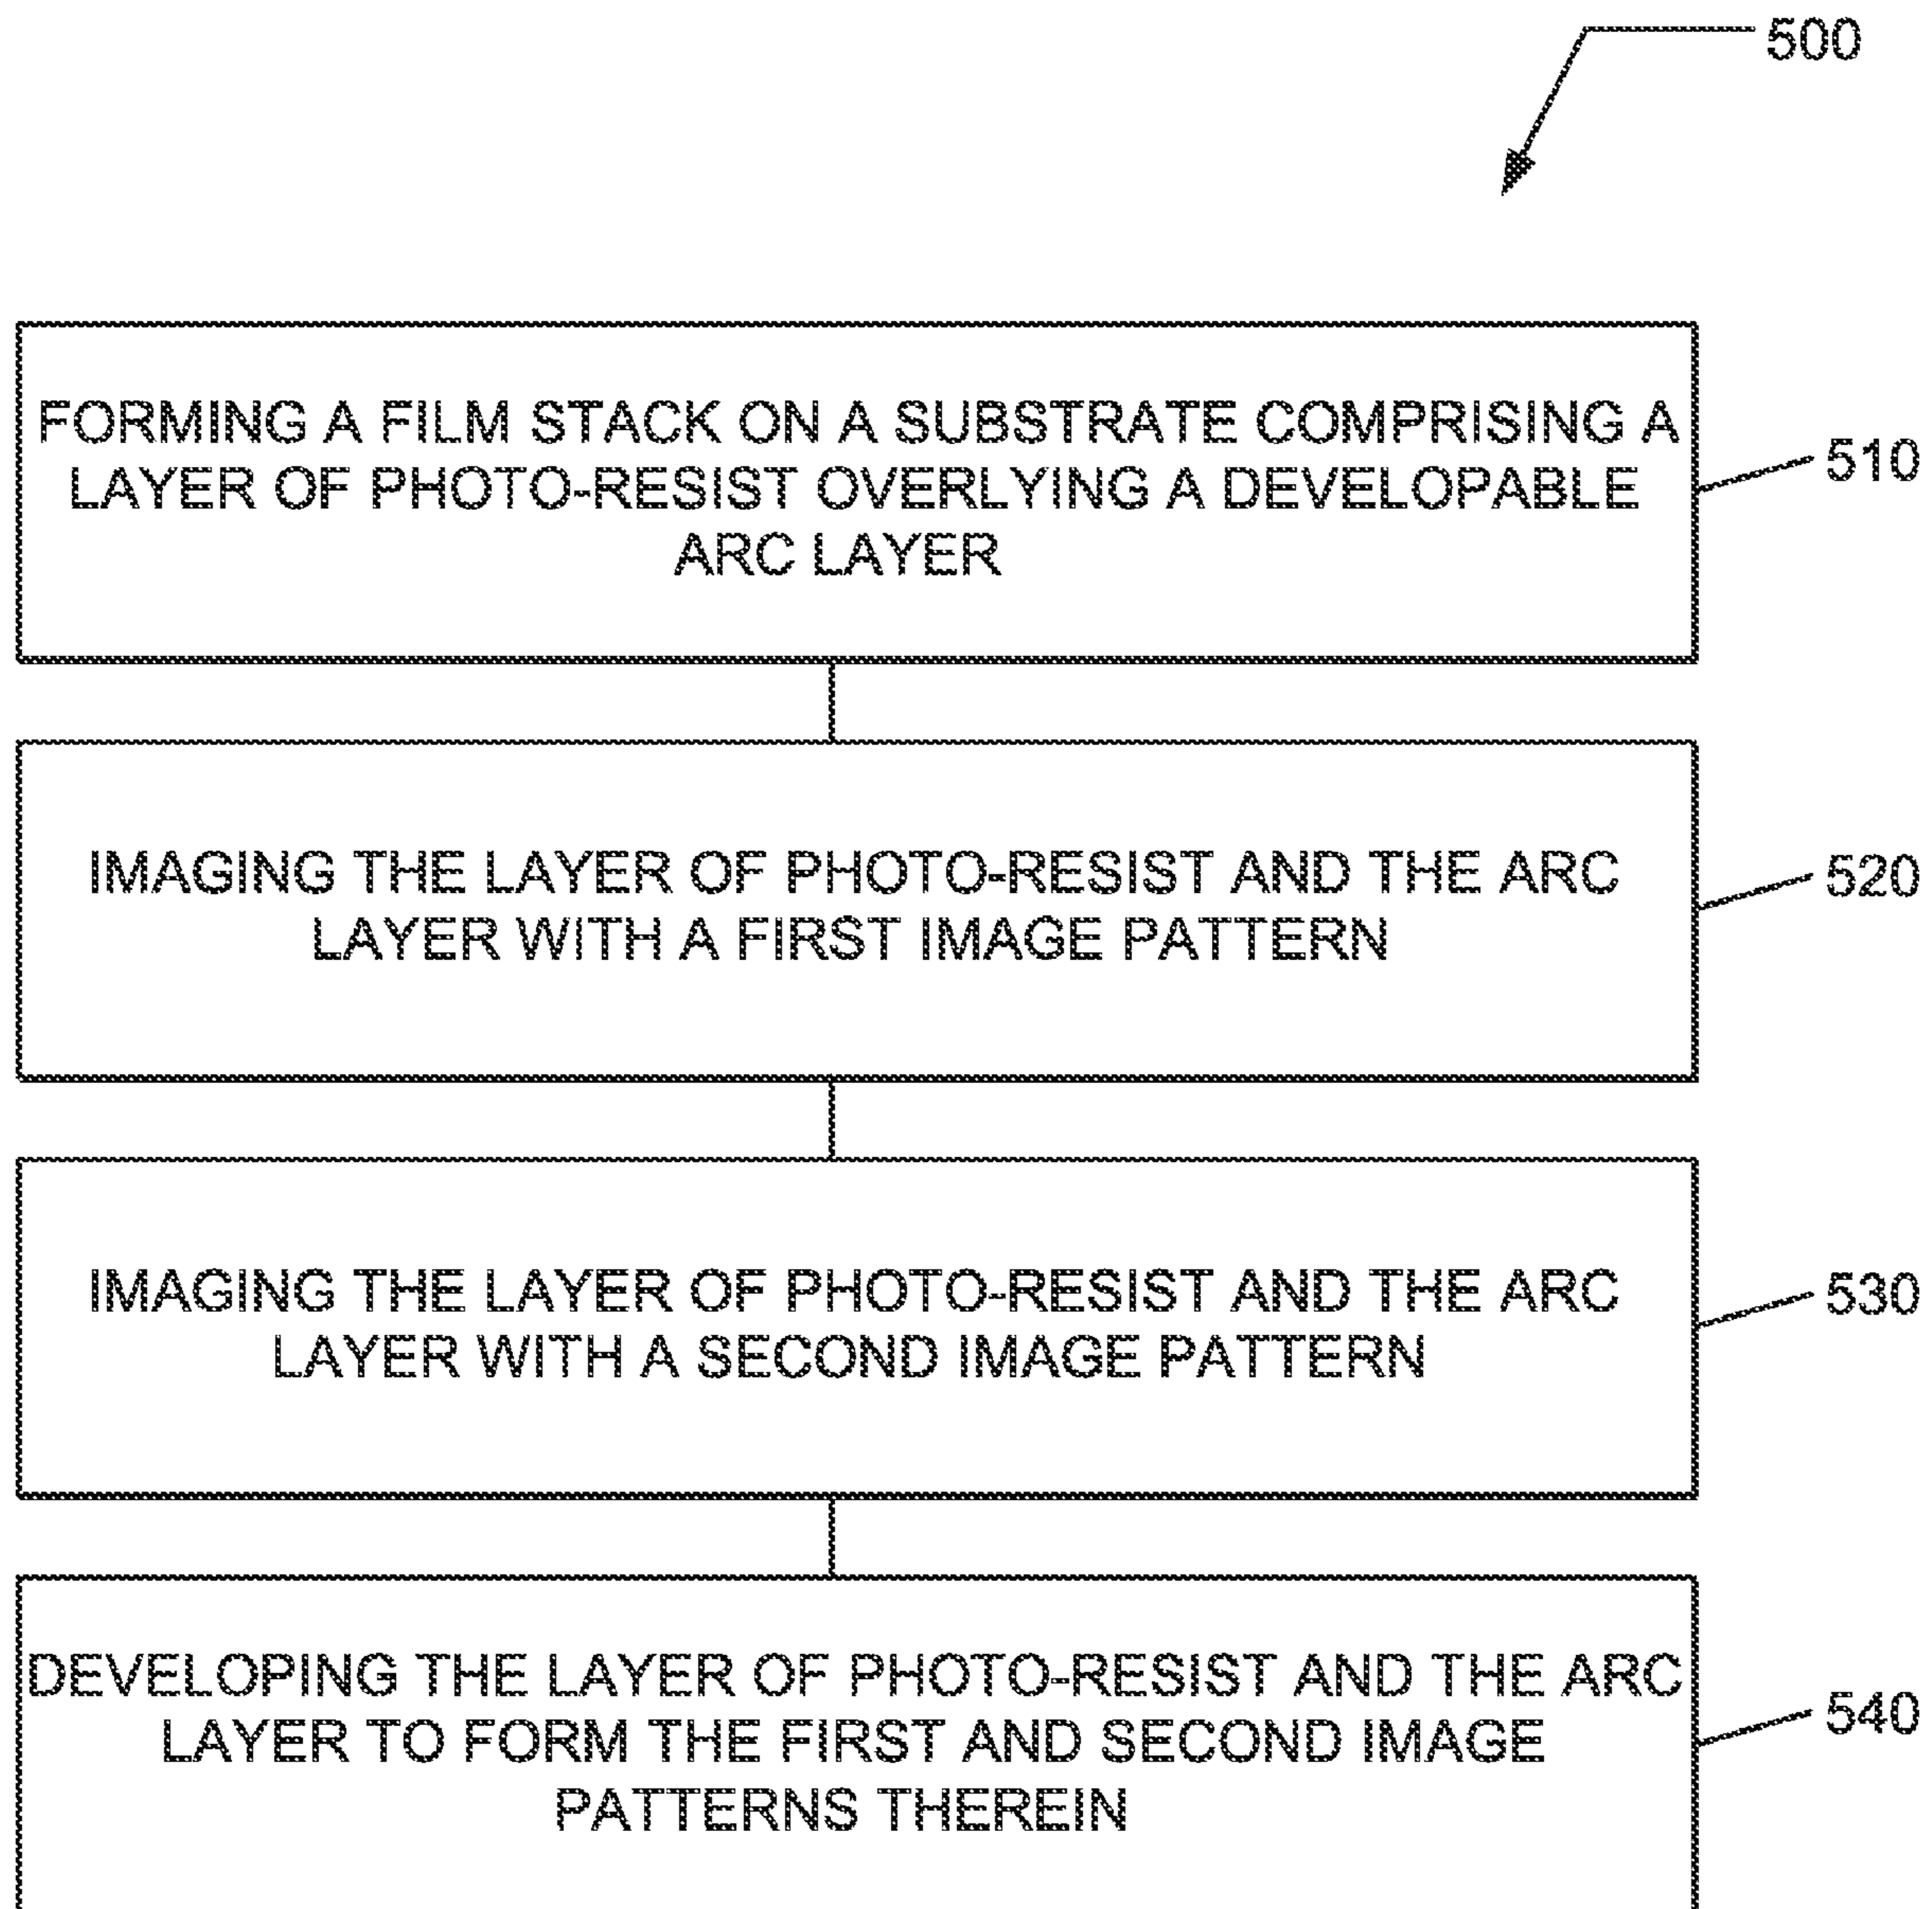 500
FORMING A FILM STACK ON A SUBSTRATE COMPRISING A
LAYER OF PHOTO-RESIST OVERLYING A DEVELOPABLE
ARC LAYER
510
IMAGING THE LAYER OF PHOTO-RESIST AND THE ARC
LAYER WITH A FIRST IMAGE PATTERN
520
IMAGING THE LAYER OF PHOTO-RESIST AND THE ARC
LAYER WITH A SECOND IMAGE PATTERN
530
DEVELOPING THE LAYER OF PHOTO-RESIST AND THE ARC
LAYER TO FORM THE FIRST AND SECOND IMAGE
PATTERNS THEREIN
540